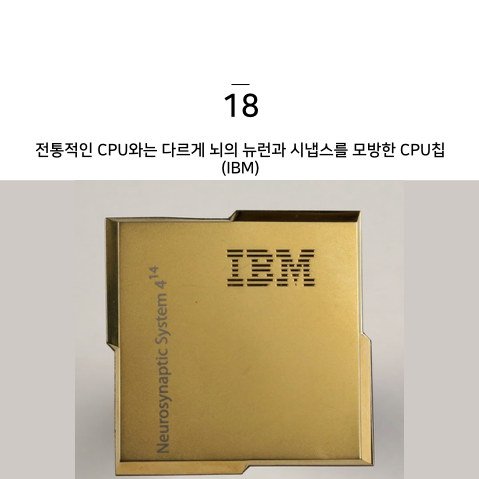 18
전통적인 CPU와는 다르게 뇌의 뉴런과 시냅스를 모방한 CPU칩
(IBM)
IBM
Neurosynaptic System 4¹⁴